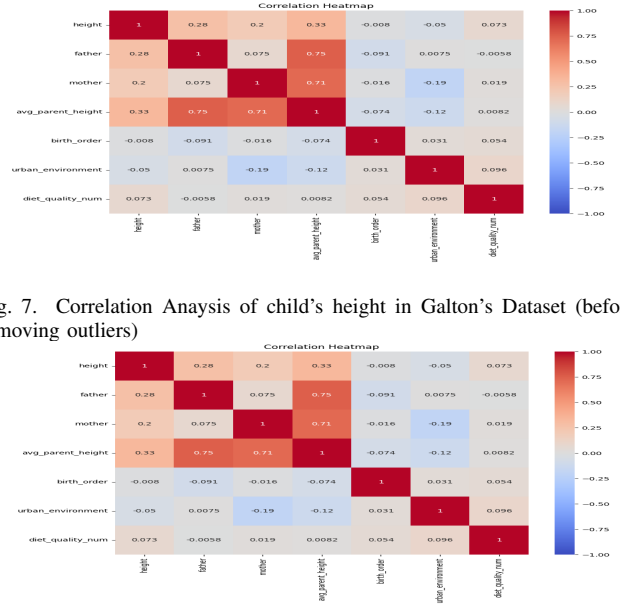 Correlation Heatmap
height 1 0.28 0.2 0.33 -0.008 -0.05 0.073
father 0.28 1 0.075 0.75 -0.091 0.0075 -0.0058
mother 0.2 0.075 1 0.71 -0.016 -0.19 0.019
avg_parent_height 0.33 0.75 0.71 1 -0.074 -0.12 0.0082
birth_order -0.008 -0.091 -0.016 -0.074 1 0.031 0.054
urban_environment -0.05 0.0075 -0.19 -0.12 0.031 1 0.096
diet_quality_num 0.073 -0.0058 0.019 0.0082 0.054 0.096 1
height father mother avg_parent_height birth_order urban_environment diet_quality_num
1.00
0.75
0.50
0.25
0.00
−0.25
−0.50
−0.75
−1.00
g. 7. Correlation Anaysis of child's height in Galton's Dataset (befo
moving outliers)
Correlation Heatmap
height 1 0.28 0.2 0.33 -0.008 -0.05 0.073
father 0.28 1 0.075 0.75 -0.091 0.0075 -0.0058
mother 0.2 0.075 1 0.71 -0.016 -0.19 0.019
avg_parent_height 0.33 0.75 0.71 1 -0.074 -0.12 0.0082
birth_order -0.008 -0.091 -0.016 -0.074 1 0.031 0.054
urban_environment -0.05 0.0075 -0.19 -0.12 0.031 1 0.096
diet_quality_num 0.073 -0.0058 0.019 0.0082 0.054 0.096 1
height father mother avg_parent_height birth_order urban_environment diet_quality_num
1.00
0.75
0.50
0.25
0.00
−0.25
−0.50
−0.75
−1.00